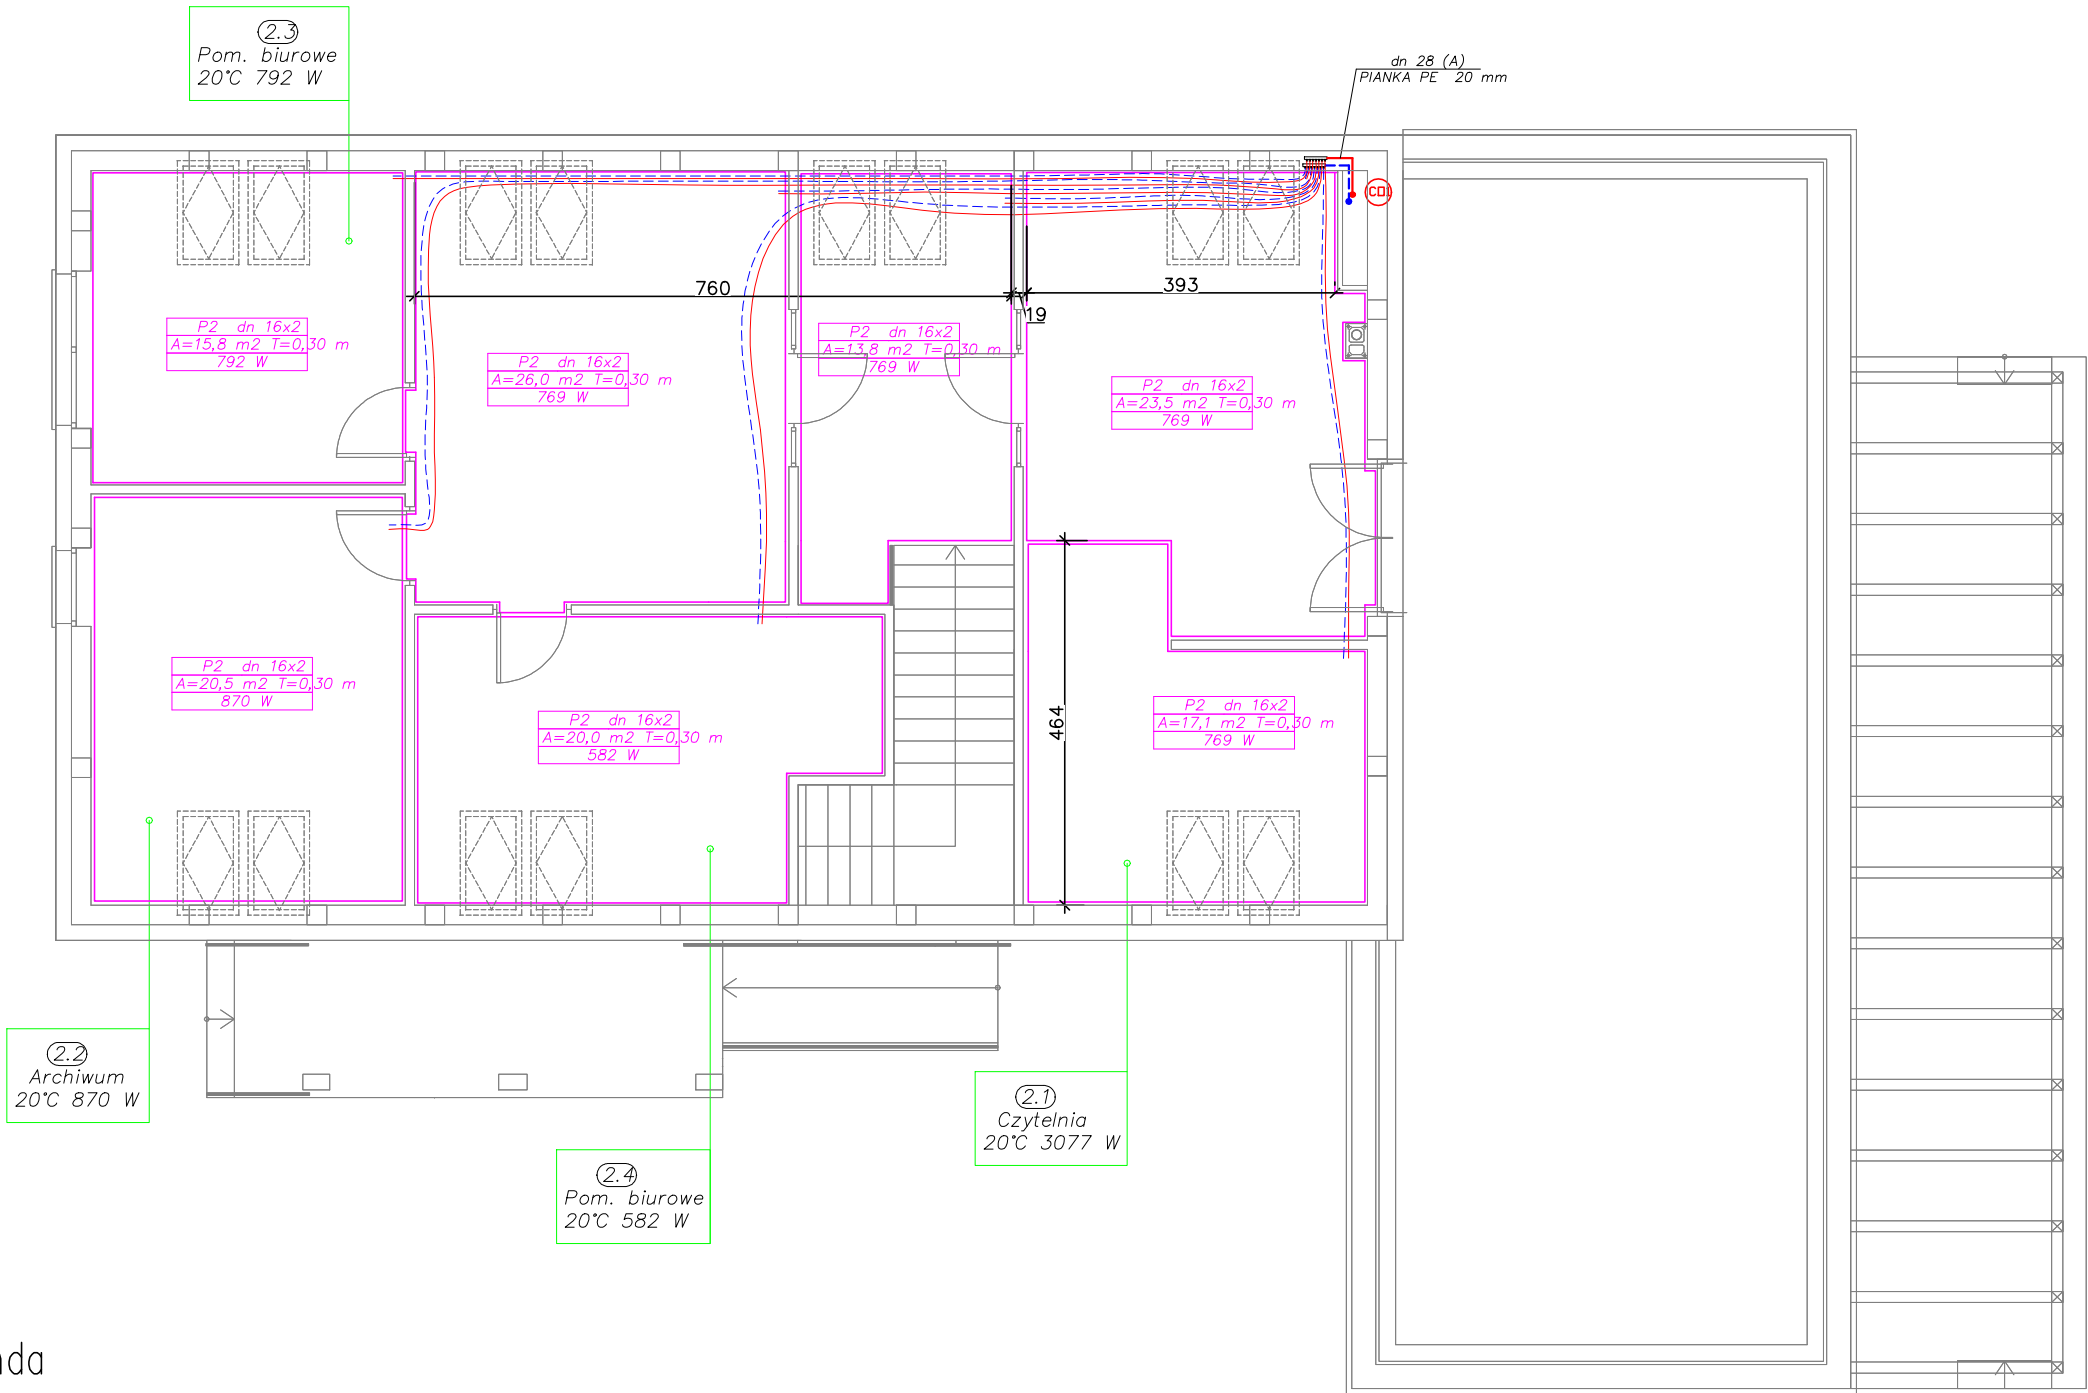 2.3
Pom. biurowe
20°C 792 W
dn 28 (A)
PIANKA PE 20 mm
CO1
760
19
393
P2 dn 16x2
A=15,8 m2 T=0,30 m
792 W
P2 dn 16x2
A=26,0 m2 T=0,30 m
769 W
P2 dn 16x2
A=13,8 m2 T=0,30 m
769 W
P2 dn 16x2
A=23,5 m2 T=0,30 m
769 W
P2 dn 16x2
A=20,5 m2 T=0,30 m
870 W
P2 dn 16x2
A=20,0 m2 T=0,30 m
582 W
464
P2 dn 16x2
A=17,1 m2 T=0,30 m
769 W
2.2
Archiwum
20°C 870 W
2.4
Pom. biurowe
20°C 582 W
2.1
Czytelnia
20°C 3077 W
nda